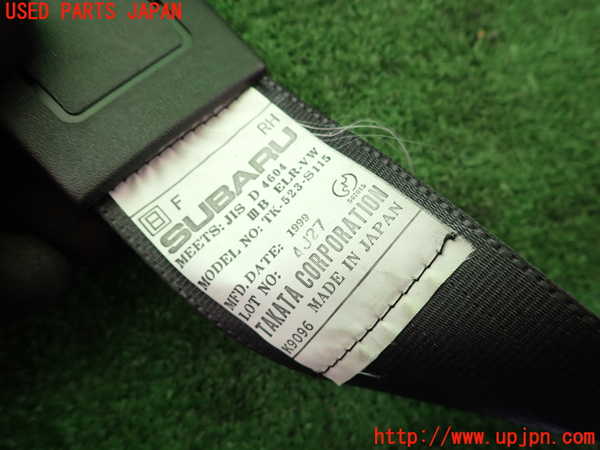 USED PARTS JAPAN
F RH
SUBARU
MEETS: JIS D 4604
ⅢB ELR-VW
MODEL NO: TK-523-S115
MFD. DATE: 1999
LOT NO: 4J27
TAKATA CORPORATION
K9096 MADE IN JAPAN
http://www.upjpn.com/